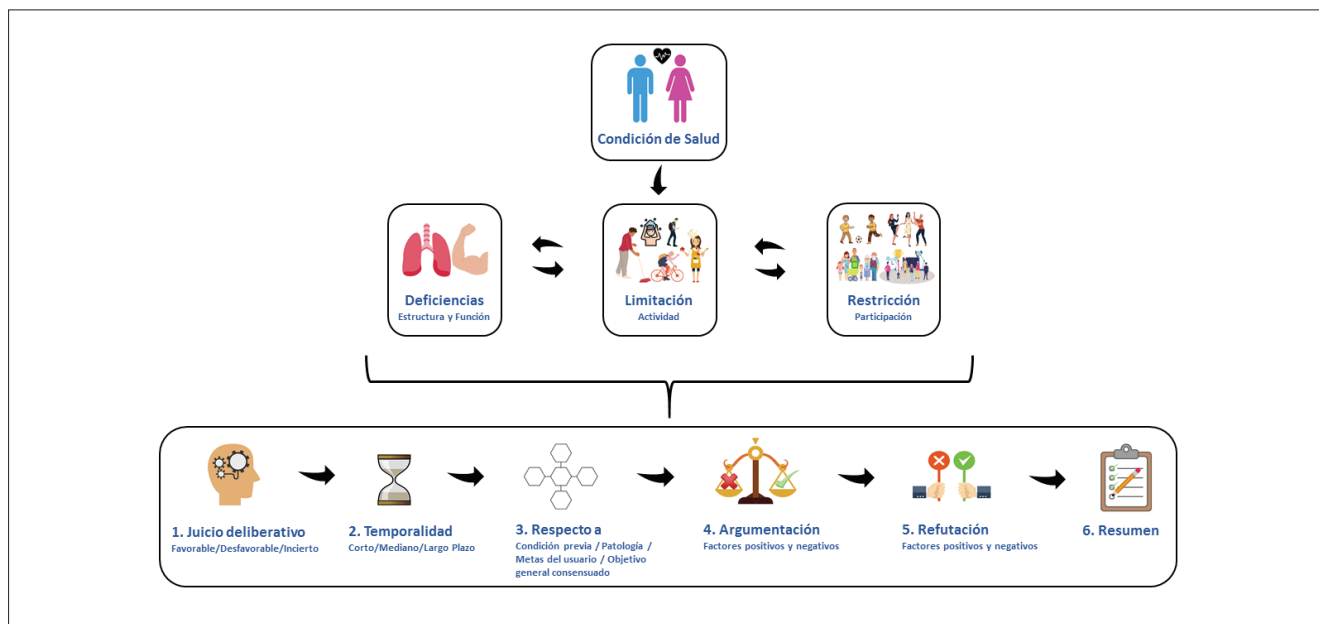 Condición de Salud
Deficiencias
Estructura y Función
Limitación
Actividad
Restricción
Participación
1. Juicio deliberativo
Favorable/Desfavorable/Incierto
2. Temporalidad
Corto/Mediano/Largo Plazo
3. Respecto a
Condición previa / Patología /
Metas del usuario / Objetivo
general consensuado
4. Argumentación
Factores positivos y negativos
5. Refutación
Factores positivos y negativos
6. Resumen